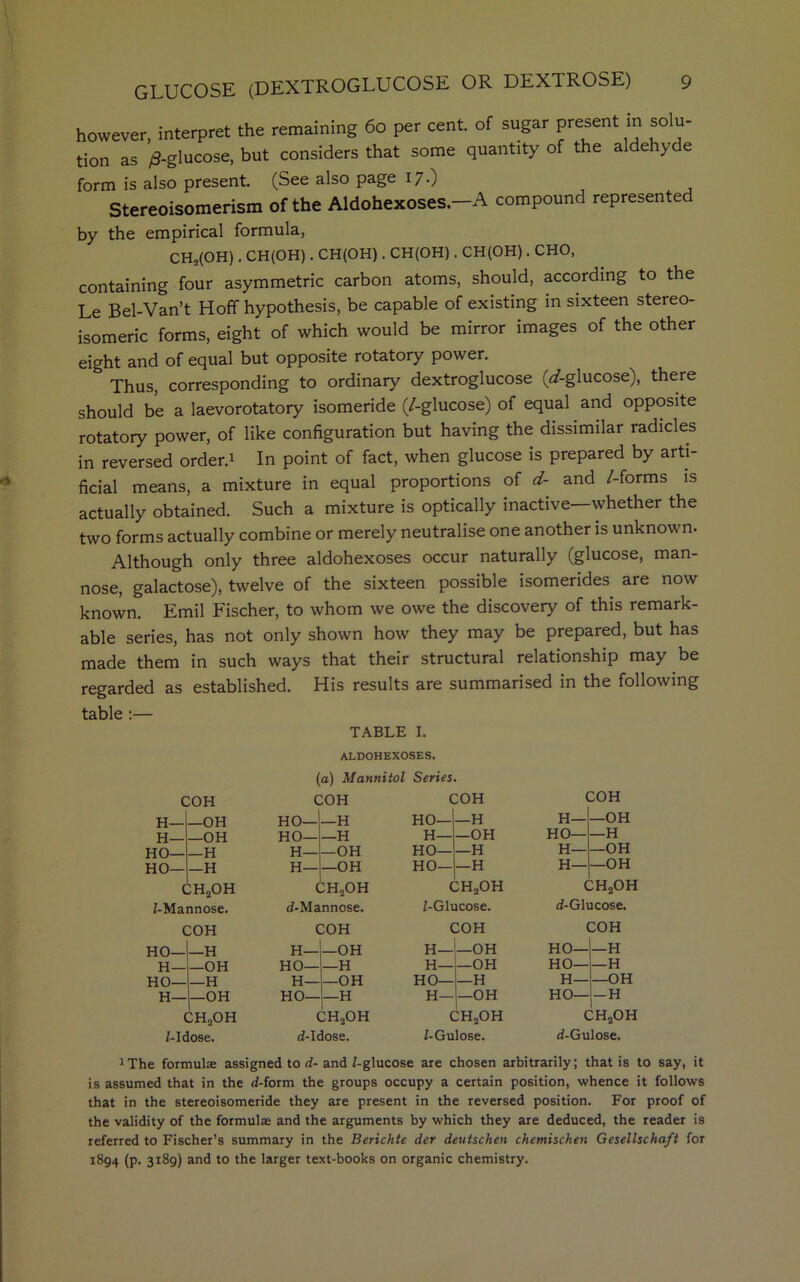 GLUCOSE (DEXTROGLUCOSE OR DEXTROSE) 9
however, interpret the remaining 60 per cent. of sugar present in solu-
tion as β-glucose, but considers that some quantity of the aldehyde
form is also present. (See also page 17.)
Stereoisomerism of the Aldohexoses.—A compound represented
by the empirical formula,
CH₂(OH) . CH(OH) . CH(OH) . CH(OH) . CH(OH) . CHO,
containing four asymmetric carbon atoms, should, according to the
Le Bel-Van't Hoff hypothesis, be capable of existing in sixteen stereo-
isomeric forms, eight of which would be mirror images of the other
eight and of equal but opposite rotatory power.
Thus, corresponding to ordinary dextroglucose (d-glucose), there
should be a laevorotatory isomeride (l-glucose) of equal and opposite
rotatory power, of like configuration but having the dissimilar radicles
in reversed order.¹ In point of fact, when glucose is prepared by arti-
ficial means, a mixture in equal proportions of d- and l-forms is
actually obtained. Such a mixture is optically inactive—whether the
two forms actually combine or merely neutralise one another is unknown.
Although only three aldohexoses occur naturally (glucose, man-
nose, galactose), twelve of the sixteen possible isomerides are now
known. Emil Fischer, to whom we owe the discovery of this remark-
able series, has not only shown how they may be prepared, but has
made them in such ways that their structural relationship may be
regarded as established. His results are summarised in the following
table :—
TABLE I.
ALDOHEXOSES.
(a) Mannitol Series.
COH COH COH COH
H—|—OH HO—|—H HO—|—H H—|—OH
H—|—OH HO—|—H H—|—OH HO—|—H
HO—|—H H—|—OH HO—|—H H—|—OH
HO—|—H H—|—OH HO—|—H H—|—OH
CH₂OH CH₂OH CH₂OH CH₂OH
l-Mannose. d-Mannose. l-Glucose. d-Glucose.
COH COH COH COH
HO—|—H H—|—OH H—|—OH HO—|—H
H—|—OH HO—|—H H—|—OH HO—|—H
HO—|—H H—|—OH HO—|—H H—|—OH
H—|—OH HO—|—H H—|—OH HO—|—H
CH₂OH CH₂OH CH₂OH CH₂OH
l-Idose. d-Idose. l-Gulose. d-Gulose.
¹ The formulæ assigned to d- and l-glucose are chosen arbitrarily; that is to say, it
is assumed that in the d-form the groups occupy a certain position, whence it follows
that in the stereoisomeride they are present in the reversed position. For proof of
the validity of the formulæ and the arguments by which they are deduced, the reader is
referred to Fischer's summary in the Berichte der deutschen chemischen Gesellschaft for
1894 (p. 3189) and to the larger text-books on organic chemistry.